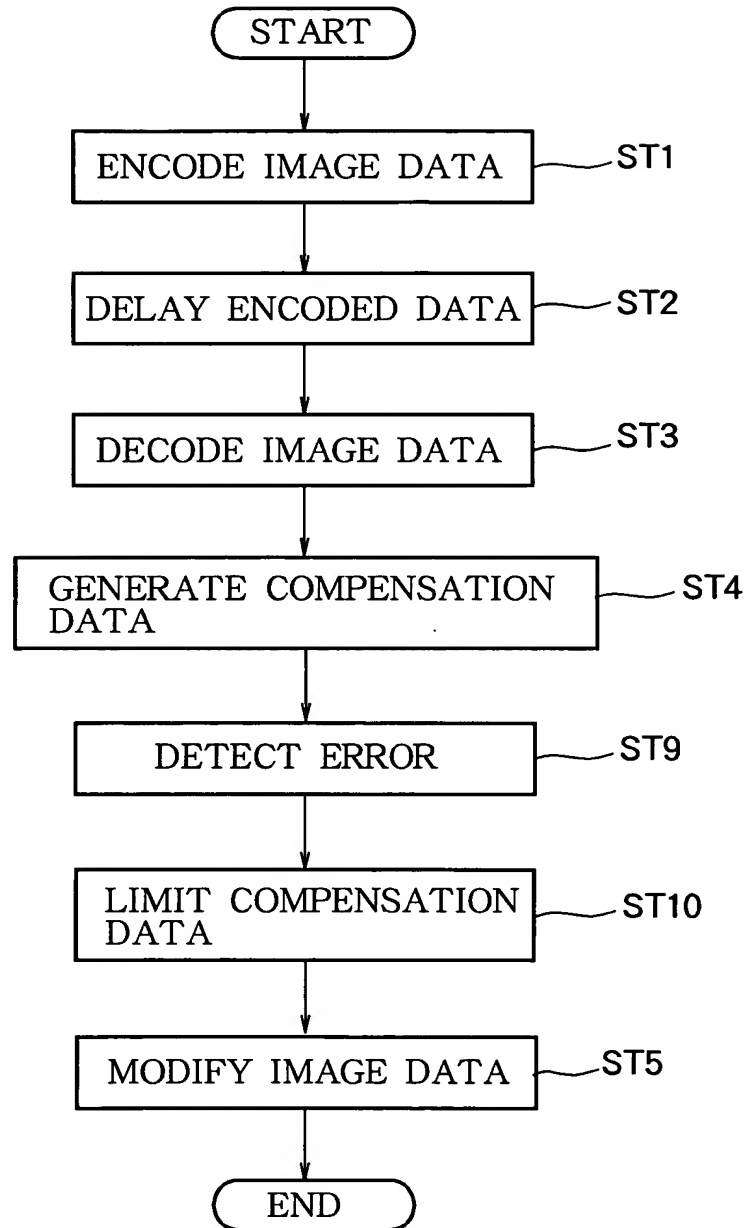 START
ENCODE IMAGE DATA
ST1
DELAY ENCODED DATA
ST2
DECODE IMAGE DATA
ST3
GENERATE COMPENSATION
DATA
ST4
DETECT ERROR
ST9
LIMIT COMPENSATION
DATA
ST10
MODIFY IMAGE DATA
ST5
END